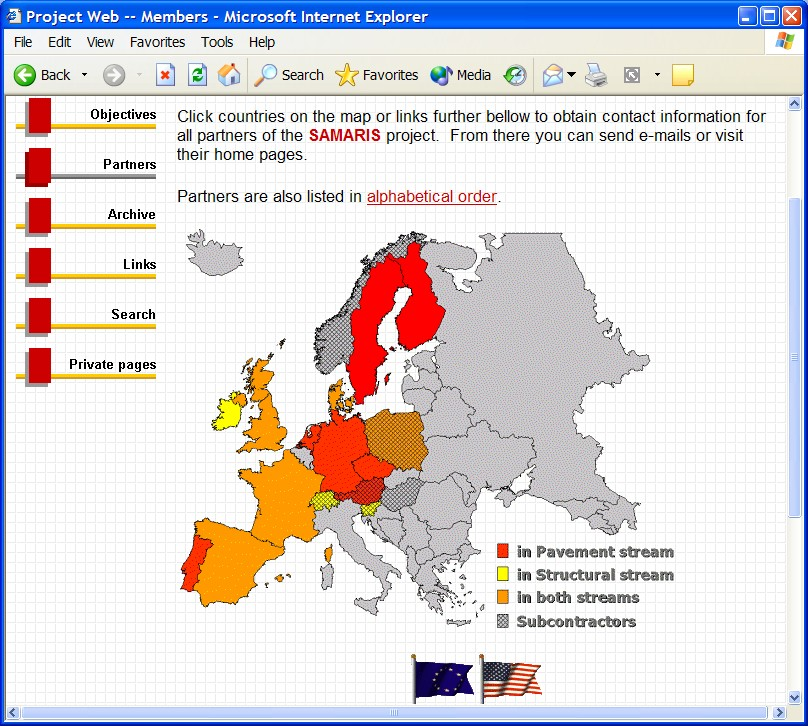 Project Web -- Members - Microsoft Internet Explorer
File Edit View Favorites Tools Help
Back Search Favorites Media
Objectives
Partners
Archive
Links
Search
Private pages
Click countries on the map or links further bellow to obtain contact information for
all partners of the SAMARIS project. From there you can send e-mails or visit
their home pages.
Partners are also listed in alphabetical order.
in Pavement stream
in Structural stream
in both streams
Subcontractors